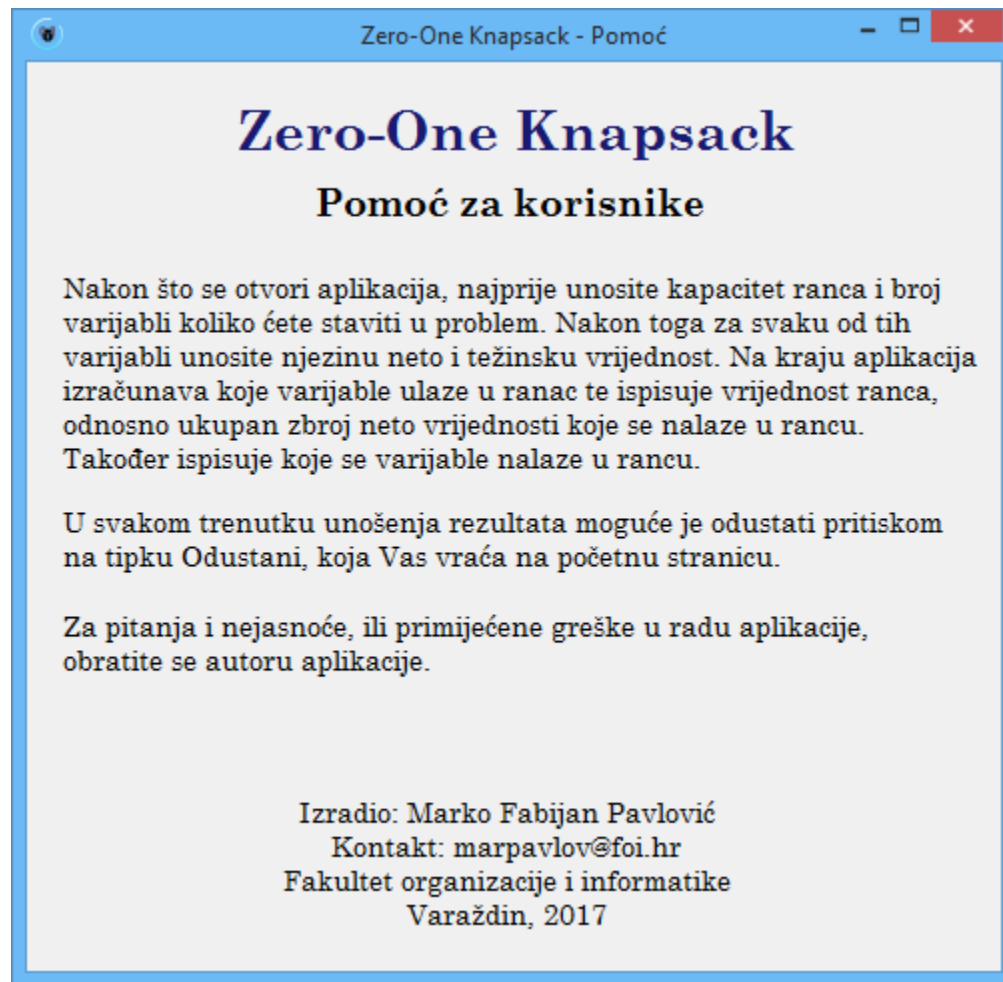 Zero-One Knapsack - Pomoć
Zero-One Knapsack
Pomoć za korisnike
Nakon što se otvori aplikacija, najprije unosite kapacitet ranca i broj
varijabli koliko ćete staviti u problem. Nakon toga za svaku od tih
varijabli unosite njezinu neto i težinsku vrijednost. Na kraju aplikacija
izračunava koje varijable ulaze u ranac te ispisuje vrijednost ranca,
odnosno ukupan zbroj neto vrijednosti koje se nalaze u rancu.
Također ispisuje koje se varijable nalaze u rancu.
U svakom trenutku unošenja rezultata moguće je odustati pritiskom
na tipku Odustani, koja Vas vraća na početnu stranicu.
Za pitanja i nejasnoće, ili primijećene greške u radu aplikacije,
obratite se autoru aplikacije.
Izradio: Marko Fabijan Pavlović
Kontakt: marpavlov@foi.hr
Fakultet organizacije i informatike
Varaždin, 2017